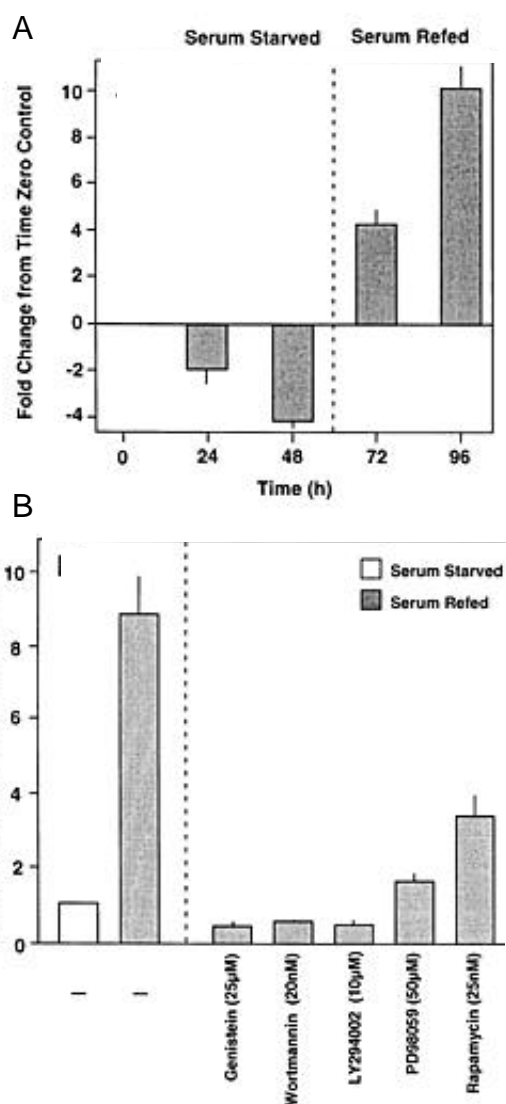 A
Serum Starved Serum Refed
Fold Change from Time Zero Control
10
8
6
4
2
0
-2
-4
0 24 48 72 96
Time (h)
B
Serum Starved
Serum Refed
10
8
6
4
2
0
– –
Genistein (25µM)
Wortmannin (20nM)
LY294002 (10µM)
PD98059 (50µM)
Rapamycin (25nM)